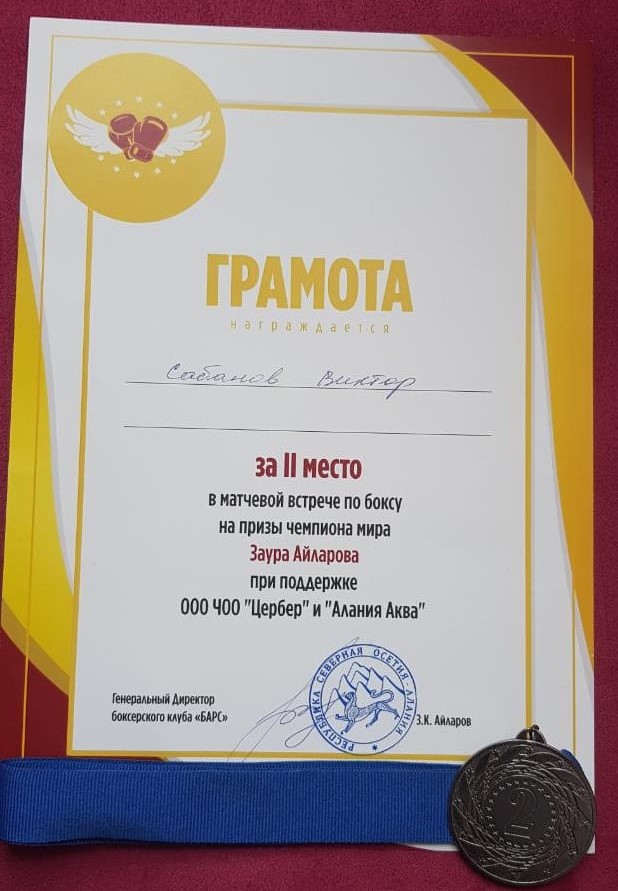 ГРАМОТА
награждается
Сабанов Виктор
за II место
в матчевой встрече по боксу
на призы чемпиона мира
Заура Айларова
при поддержке
ООО ЧОО "Цербер" и "Алания Аква"
Генеральный Директор
боксерского клуба «БАРС»
З.К. Айларов
РЕСПУБЛИКА СЕВЕРНАЯ ОСЕТИЯ-АЛАНИЯ
2